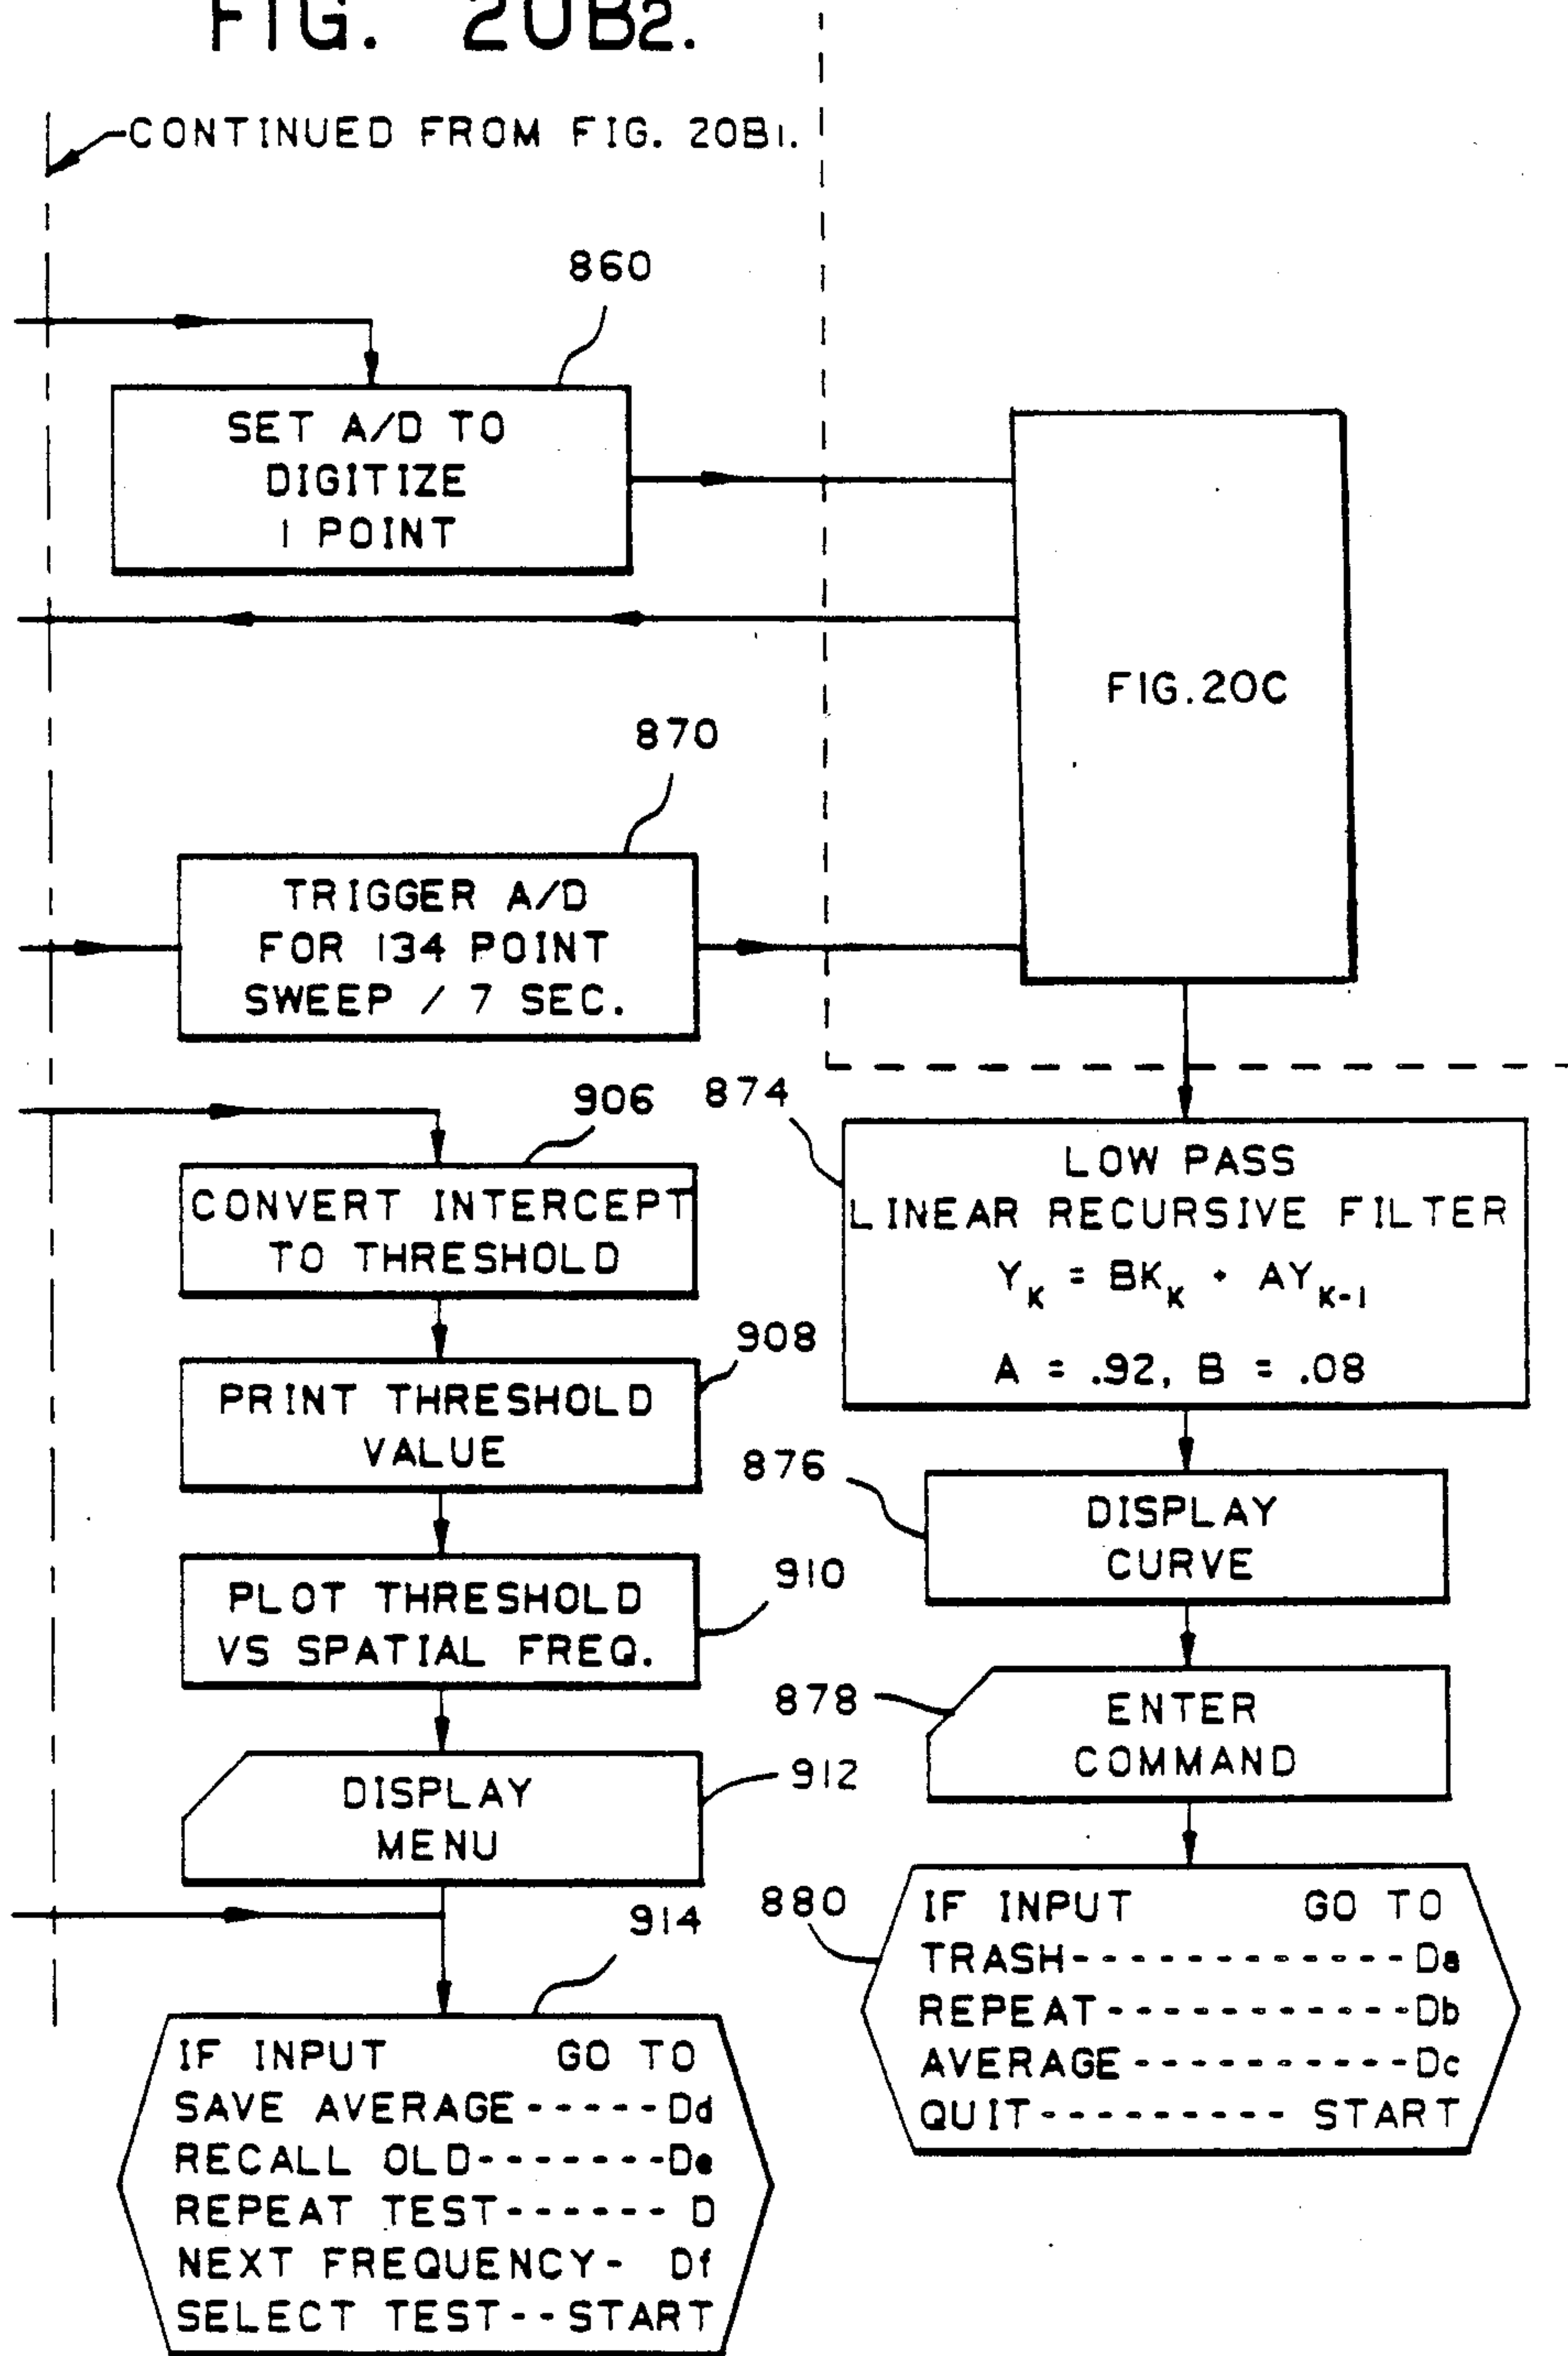 FIG. 20B2.
CONTINUED FROM FIG. 20B1.
860
SET A/D TO
DIGITIZE
1 POINT
FIG.20C
870
TRIGGER A/D
FOR 134 POINT
SWEEP / 7 SEC.
906
CONVERT INTERCEPT
TO THRESHOLD
908
PRINT THRESHOLD
VALUE
910
PLOT THRESHOLD
VS SPATIAL FREQ.
912
DISPLAY
MENU
914
IF INPUT GO TO
SAVE AVERAGE-----Dd
RECALL OLD-------De
REPEAT TEST------ D
NEXT FREQUENCY- Df
SELECT TEST--START
874
LOW PASS
LINEAR RECURSIVE FILTER
YK = BKK + AYK-1
A = .92, B = .08
876
DISPLAY
CURVE
878
ENTER
COMMAND
880
IF INPUT GO TO
TRASH-------------Da
REPEAT------------Db
AVERAGE-----------Dc
QUIT--------- START